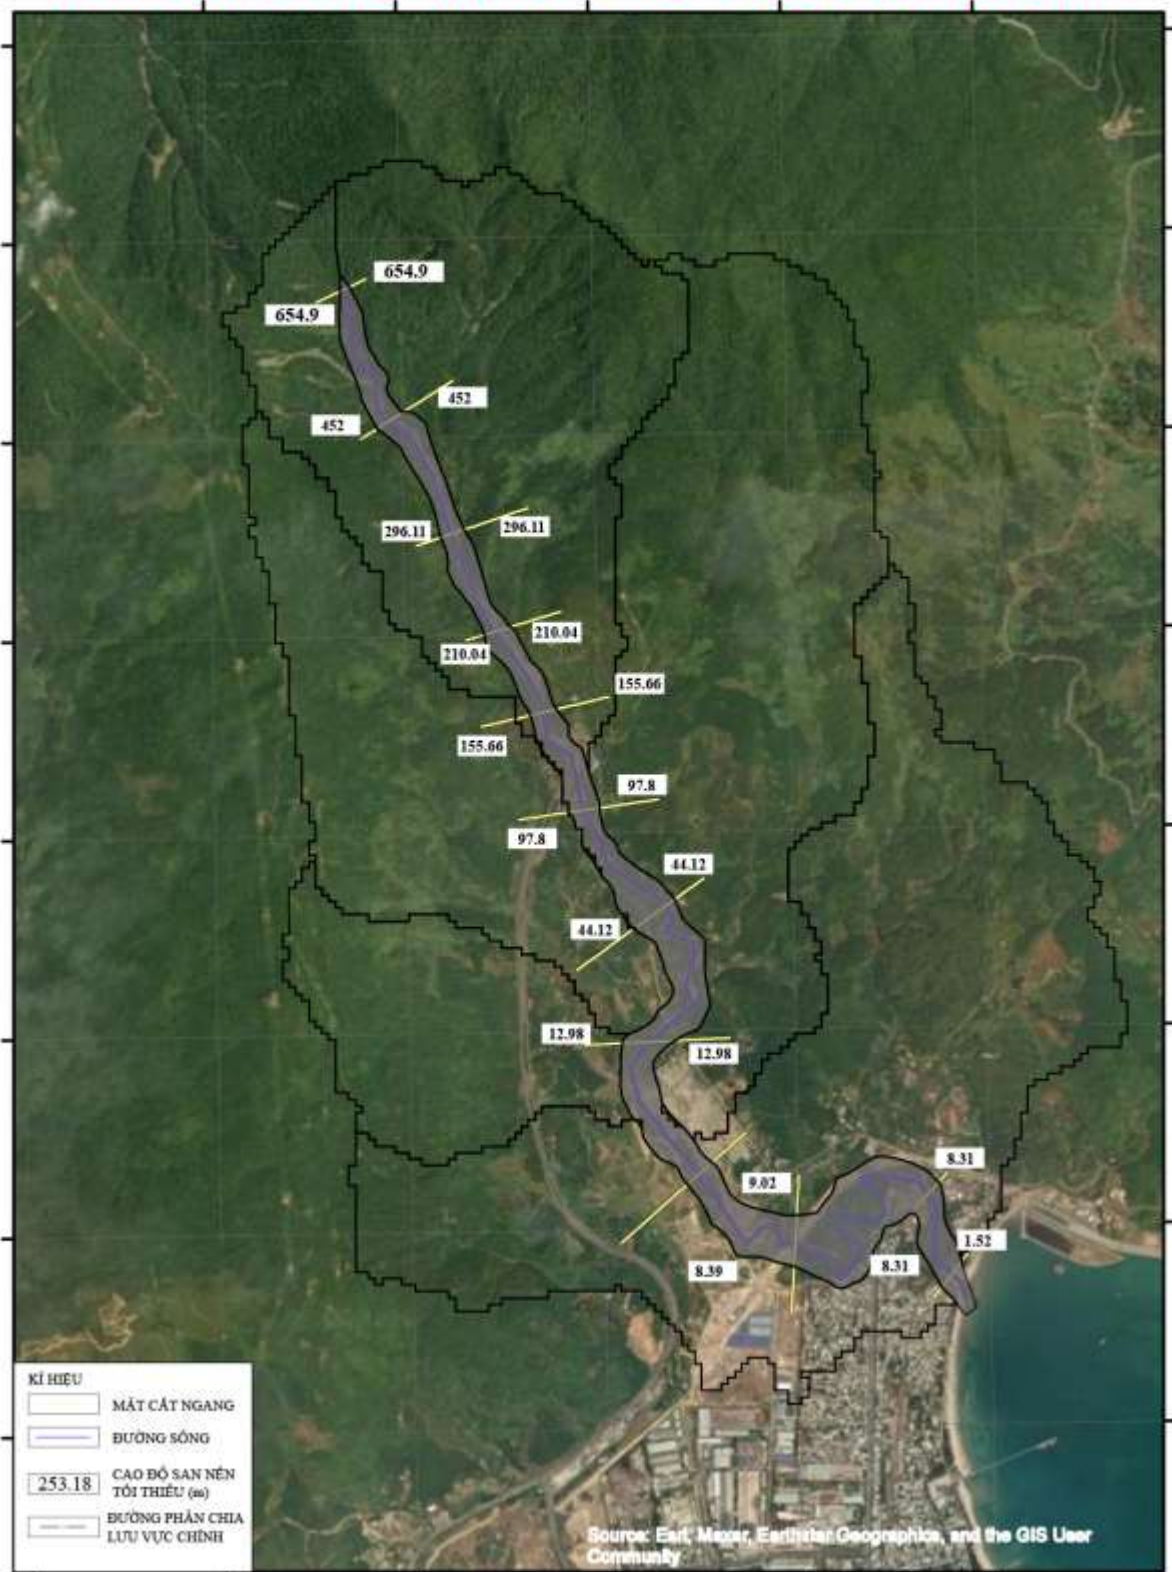 654.9
654.9
452
452
296.11
296.11
210.04
210.04
155.66
155.66
97.8
97.8
44.12
44.12
12.98
12.98
8.31
9.02
1.52
8.31
8.39
KÍ HIỆU
MẶT CẮT NGANG
ĐƯỜNG SÔNG
253.18
CAO ĐỘ SAN NỀN
TỐI THIỂU (m)
ĐƯỜNG PHÂN CHIA
LƯU VỰC CHÍNH
Source: Esri, Maxar, Earthstar Geographics, and the GIS User
Community